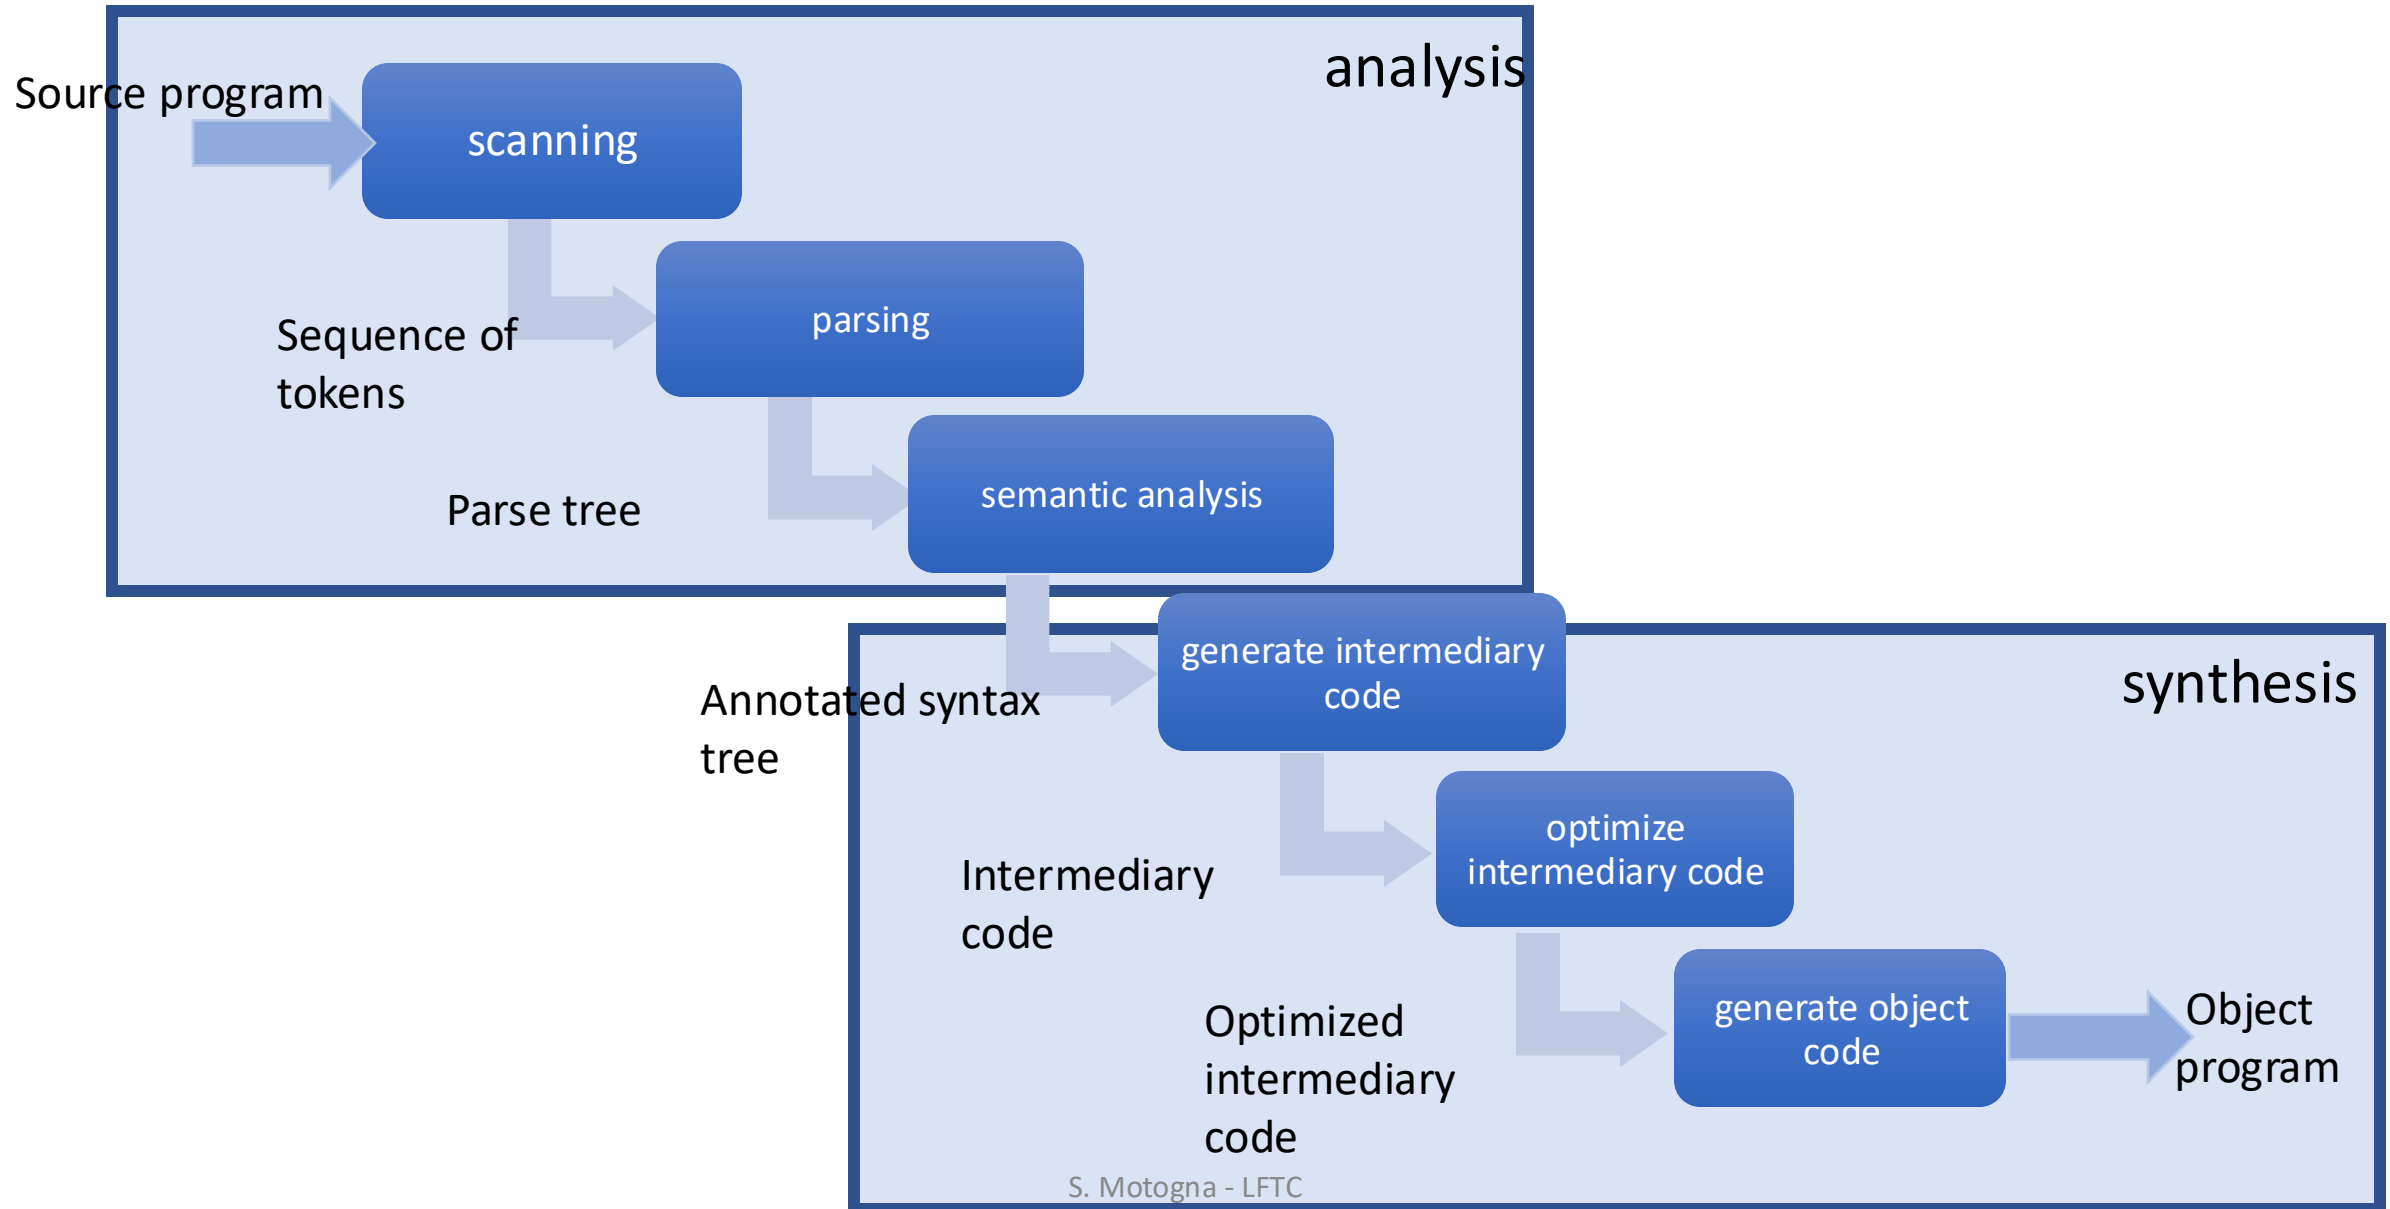 analysis
Source program
scanning
parsing
Sequence of
tokens
semantic analysis
Parse tree
generate intermediary
code
synthesis
Annotated syntax
tree
optimize
intermediary code
Intermediary
code
generate object
code
Object
program
Optimized
intermediary
code
S. Motogna - LFTC